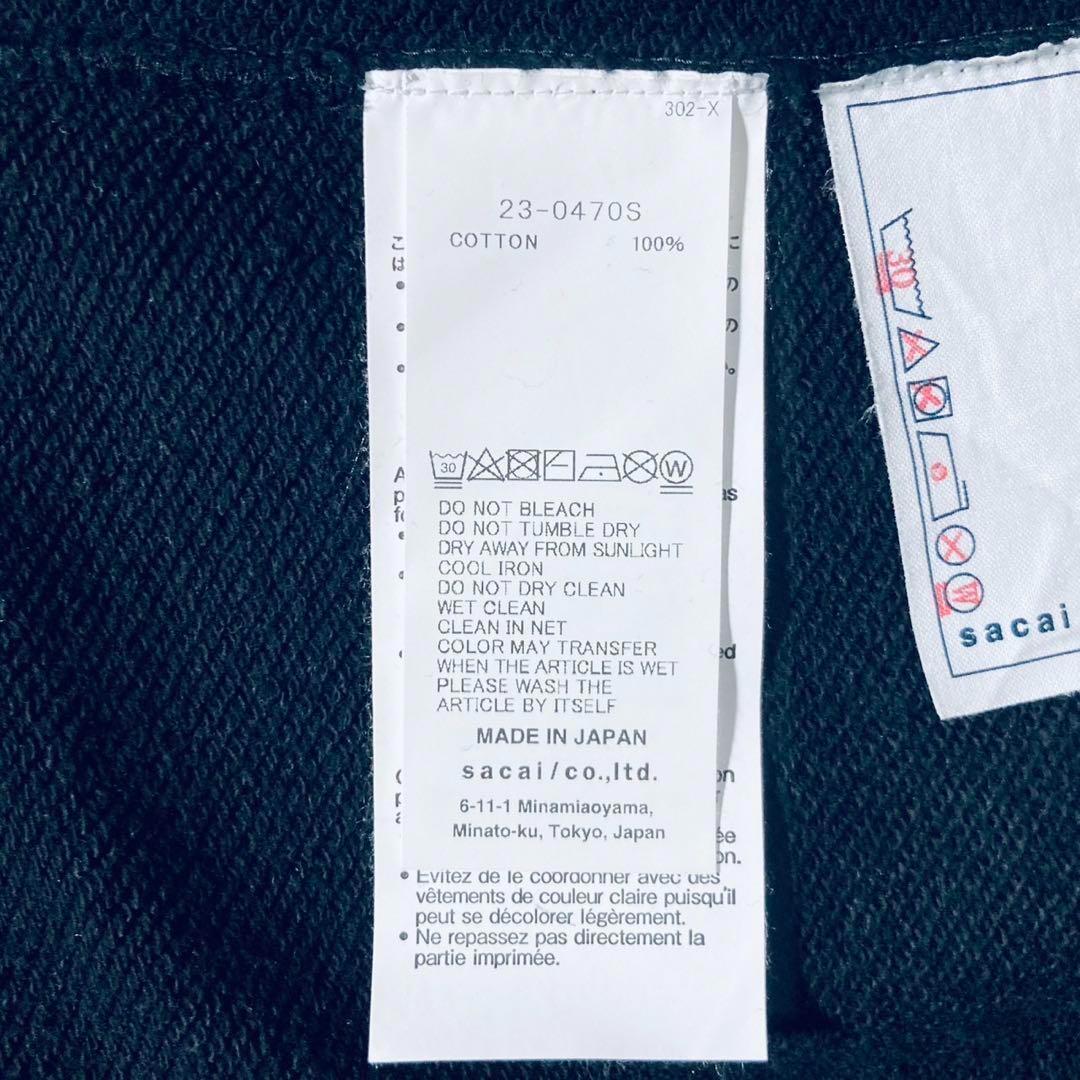 302-X
23-0470S
COTTON 100%
30
W
DO NOT BLEACH
DO NOT TUMBLE DRY
DRY AWAY FROM SUNLIGHT
COOL IRON
DO NOT DRY CLEAN
WET CLEAN
CLEAN IN NET
COLOR MAY TRANSFER
WHEN THE ARTICLE IS WET
PLEASE WASH THE
ARTICLE BY ITSELF
MADE IN JAPAN
sacai/co.,ltd.
6-11-1 Minamiaoyama,
Minato-ku, Tokyo, Japan
• Evitez de le coordonner avec des
vêtements de couleur claire puisqu'il
peut se décolorer légèrement.
• Ne repassez pas directement la
partie imprimée.
30
W
sacai